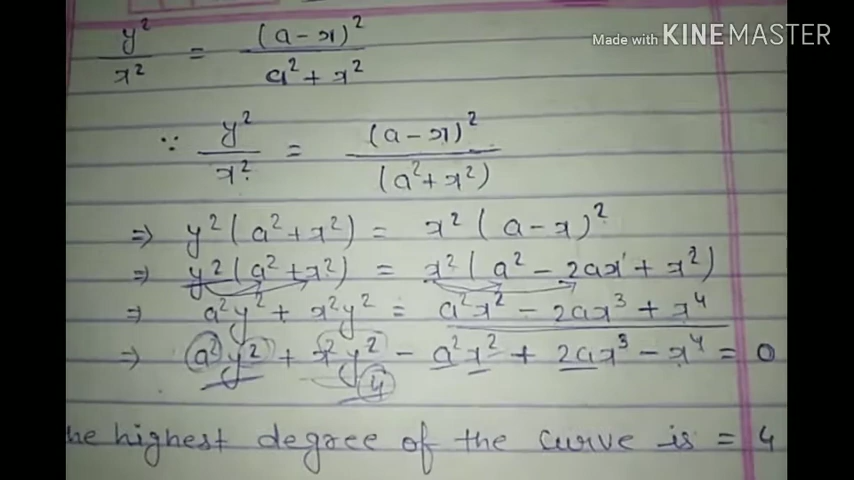 Made with KINEMASTER
y²/x² = (a-x)²/a²+x²
∵ y²/x² = (a-x)²/(a²+x²)
⇒ y²(a²+x²) = x²(a-x)²
⇒ y²(a²+x²) = x²(a² - 2ax + x²)
⇒ a²y² + x²y² = a²x² - 2ax³ + x⁴
⇒ a²y² + x²y² - a²x² + 2ax³ - x⁴ = 0
4
he highest degree of the curve is = 4